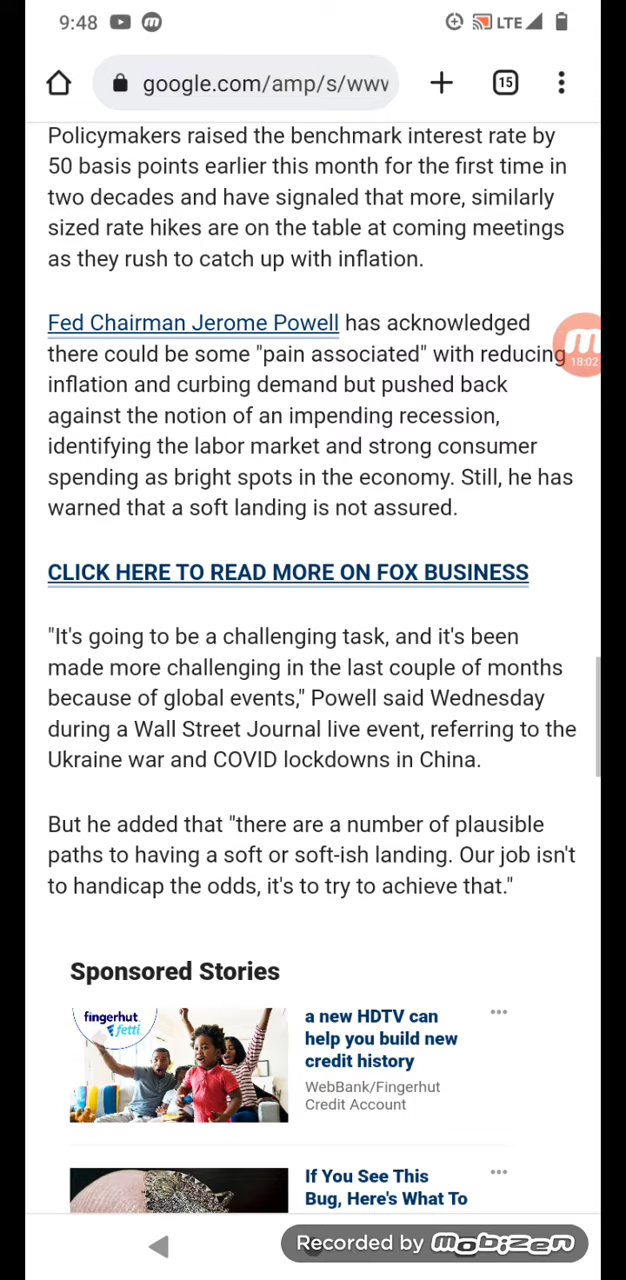 9:48
LTE
google.com/amp/s/www
15
Policymakers raised the benchmark interest rate by
50 basis points earlier this month for the first time in
two decades and have signaled that more, similarly
sized rate hikes are on the table at coming meetings
as they rush to catch up with inflation.
Fed Chairman Jerome Powell has acknowledged
there could be some "pain associated" with reducing
18:02
inflation and curbing demand but pushed back
against the notion of an impending recession,
identifying the labor market and strong consumer
spending as bright spots in the economy. Still, he has
warned that a soft landing is not assured.
CLICK HERE TO READ MORE ON FOX BUSINESS
"It's going to be a challenging task, and it's been
made more challenging in the last couple of months
because of global events," Powell said Wednesday
during a Wall Street Journal live event, referring to the
Ukraine war and COVID lockdowns in China.
But he added that "there are a number of plausible
paths to having a soft or soft-ish landing. Our job isn't
to handicap the odds, it's to try to achieve that."
Sponsored Stories
fingerhut
fetti
a new HDTV can
help you build new
credit history
WebBank/Fingerhut
Credit Account
If You See This
Bug, Here's What To
Recorded by mobizen